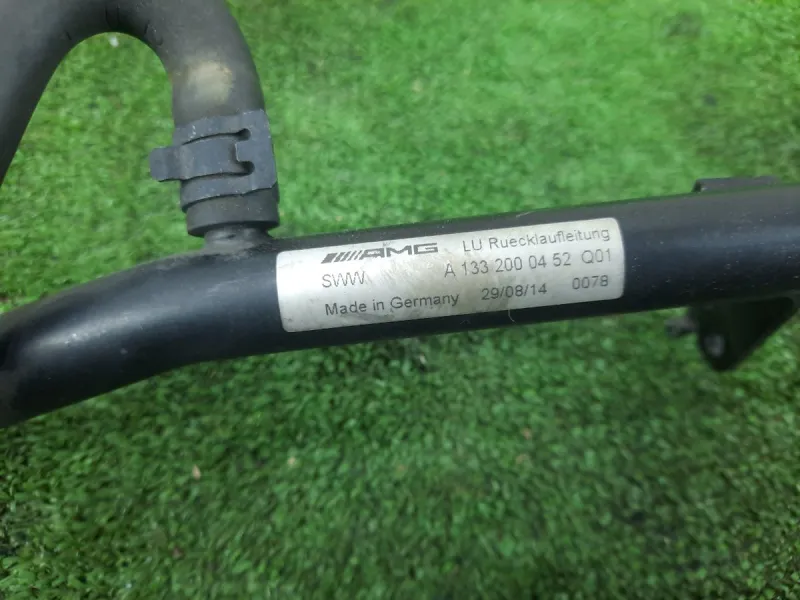 AMG LU Ruecklaufleitung
SWW A 133 200 04 52 Q01
Made in Germany 29/08/14 0078